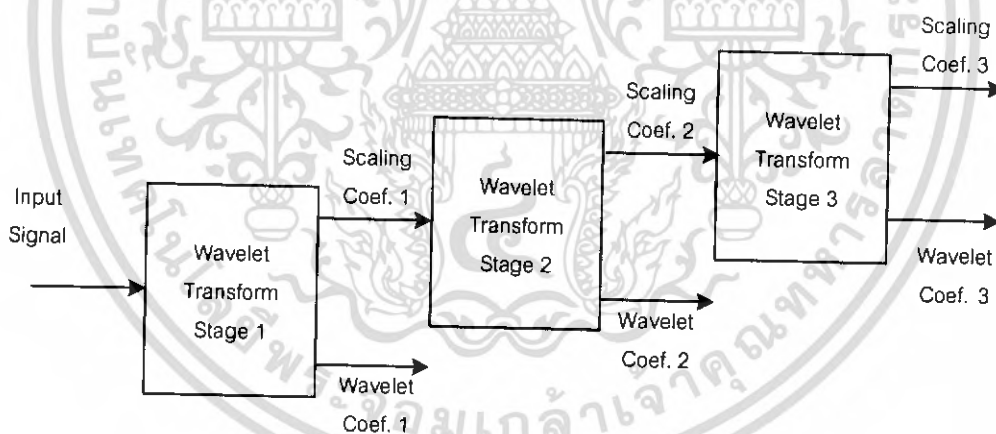 Input
Signal
Wavelet
Transform
Stage 1
Scaling
Coef. 1
Wavelet
Coef. 1
Wavelet
Transform
Stage 2
Scaling
Coef. 2
Wavelet
Coef. 2
Wavelet
Transform
Stage 3
Scaling
Coef. 3
Wavelet
Coef. 3